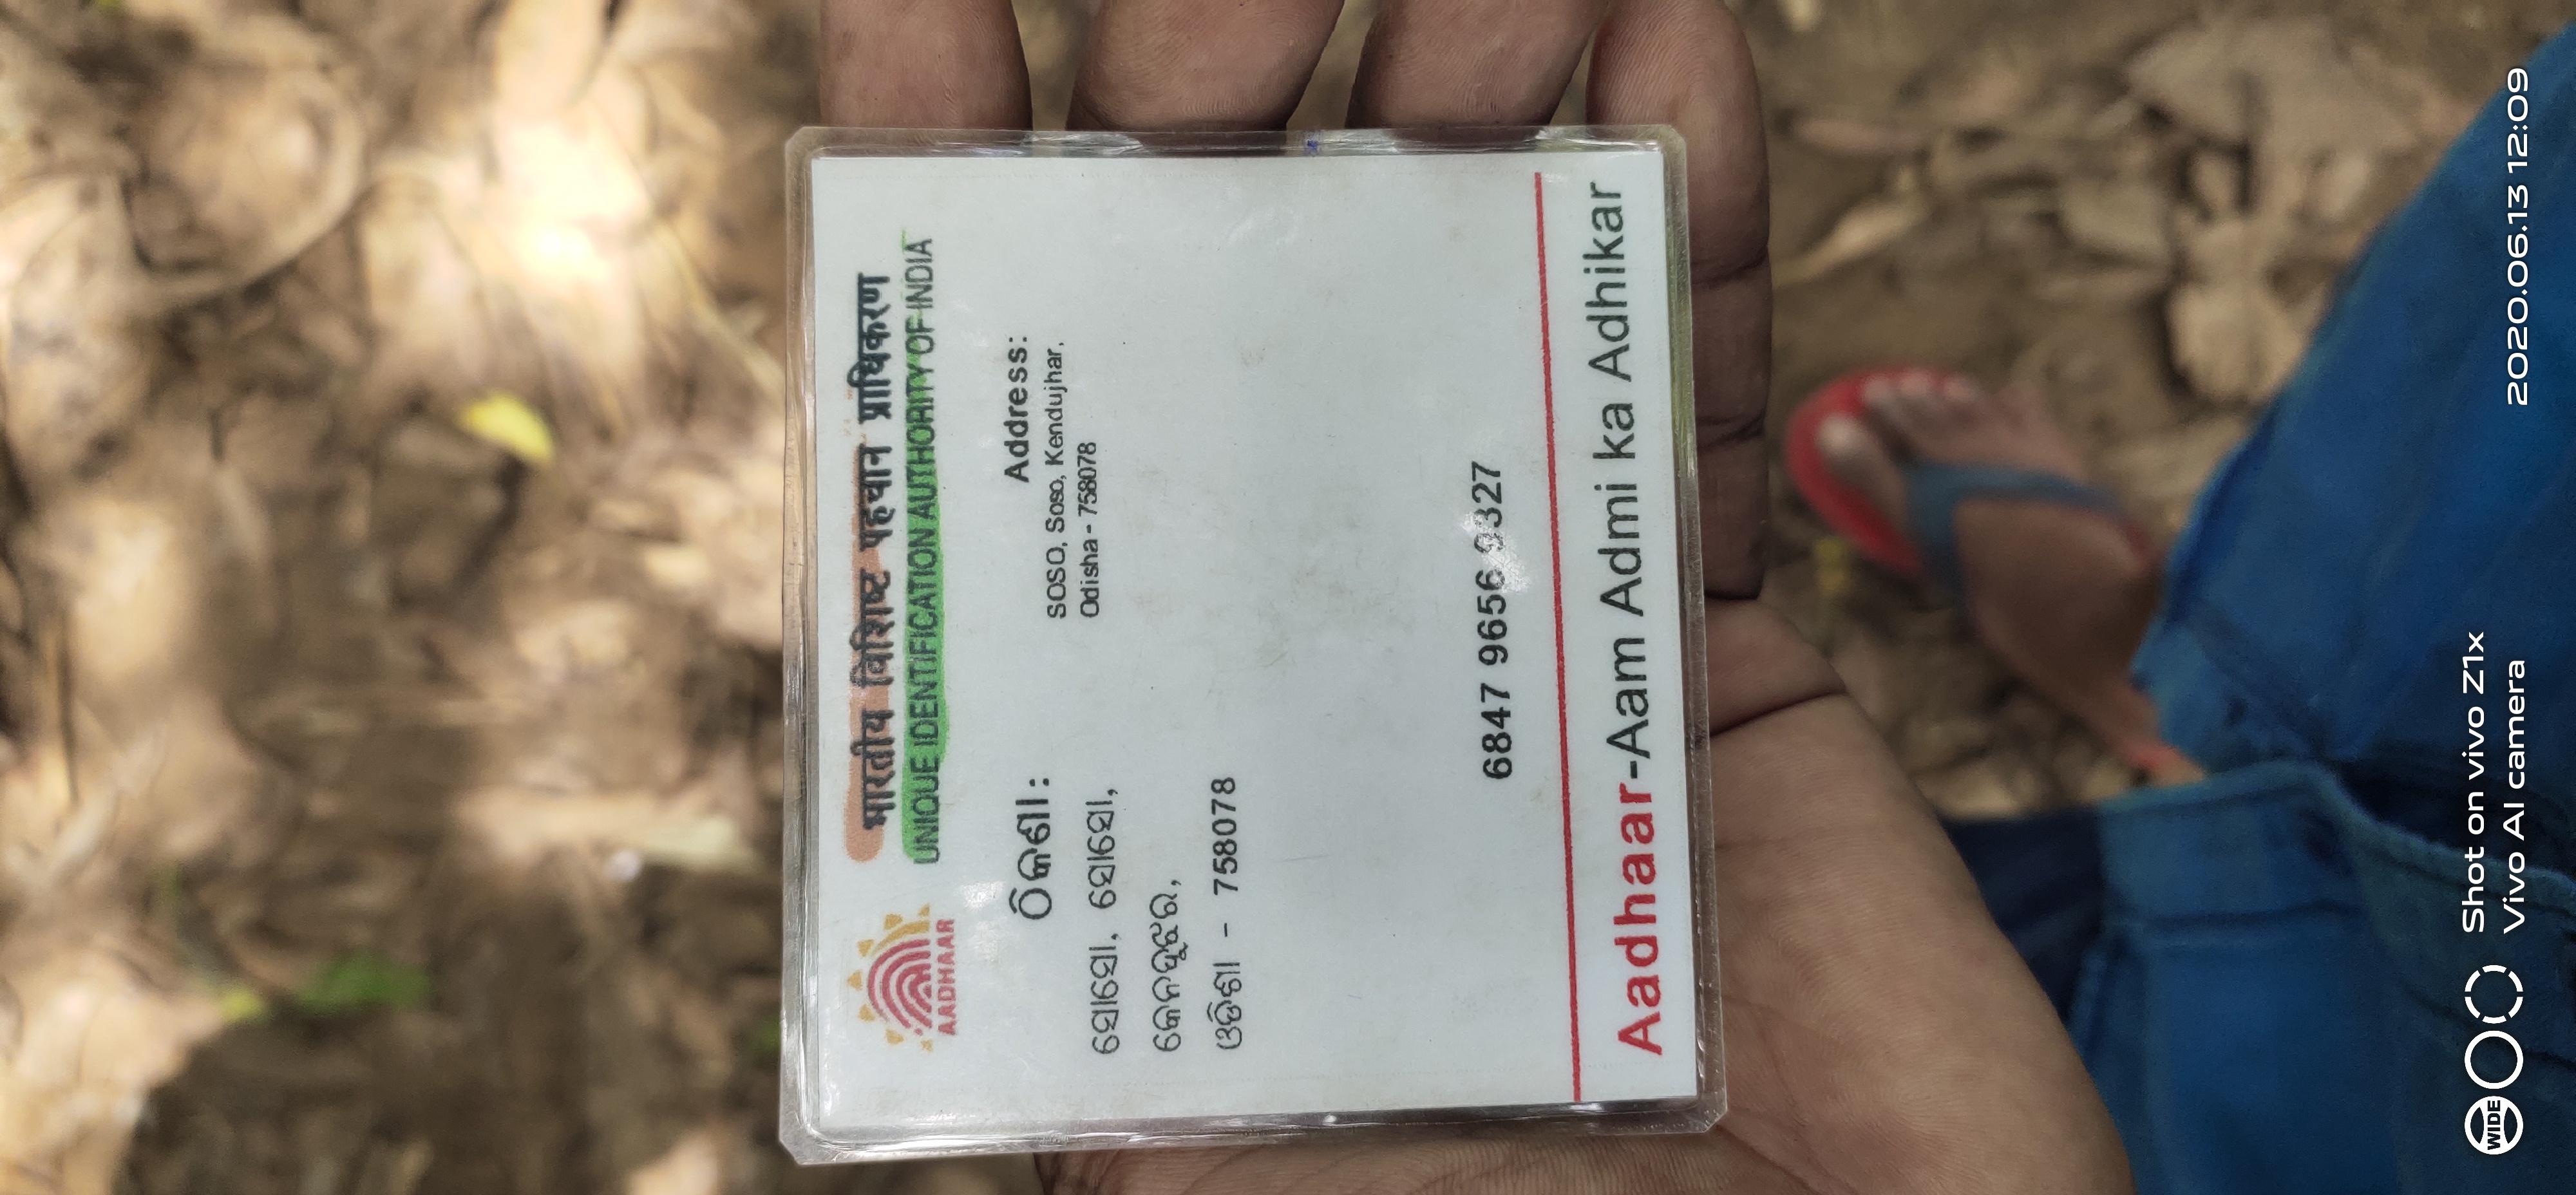 भारतीय विशिष्ट पहचान प्राधिकरण
UNIQUE IDENTIFICATION AUTHORITY OF INDIA
AADHAAR
ଠିକଣା:
ସୋସୋ, ସୋସୋ,
କେନ୍ଦୁଝର,
ଓଡିଶା - 758078
Address:
SOSO, Soso, Kendujhar,
Odisha - 758078
6847 9656
Aadhaar-Aam Admi ka Adhikar
WIDE
Shot on vivo Z1x
Vivo AI camera
2020.06.13 12:09